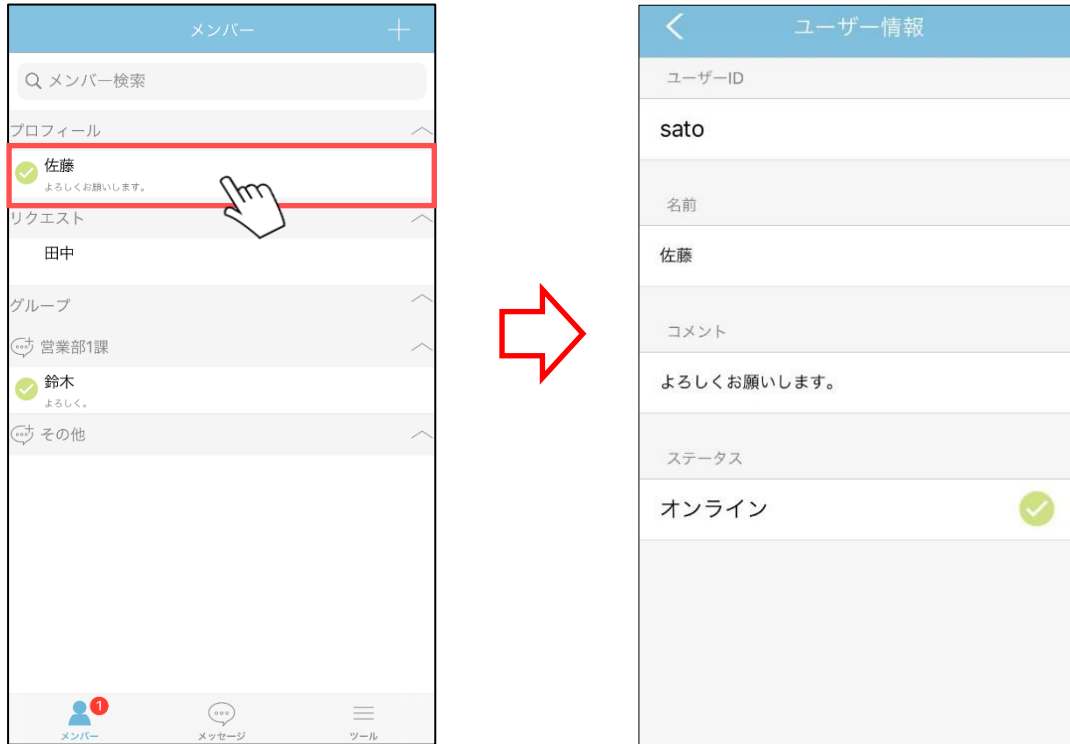 メンバー
メンバー検索
プロフィール
佐藤
よろしくお願いします。
リクエスト
田中
グループ
営業部1課
鈴木
よろしく。
その他
1
メンバー
メッセージ
ツール
ユーザー情報
ユーザーID
sato
名前
佐藤
コメント
よろしくお願いします。
ステータス
オンライン